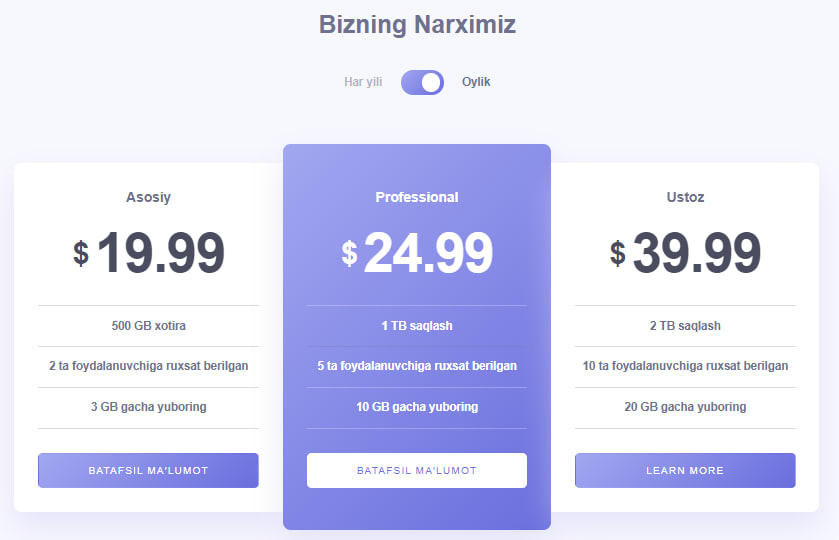 Bizning Narximiz
Har yili
Oylik
Asosiy
$ 19.99
500 GB xotira
2 ta foydalanuvchiga ruxsat berilgan
3 GB gacha yuboring
BATAFSIL MA'LUMOT
Professional
$ 24.99
1 TB saqlash
5 ta foydalanuvchiga ruxsat berilgan
10 GB gacha yuboring
BATAFSIL MA'LUMOT
Ustoz
$ 39.99
2 TB saqlash
10 ta foydalanuvchiga ruxsat berilgan
20 GB gacha yuboring
LEARN MORE